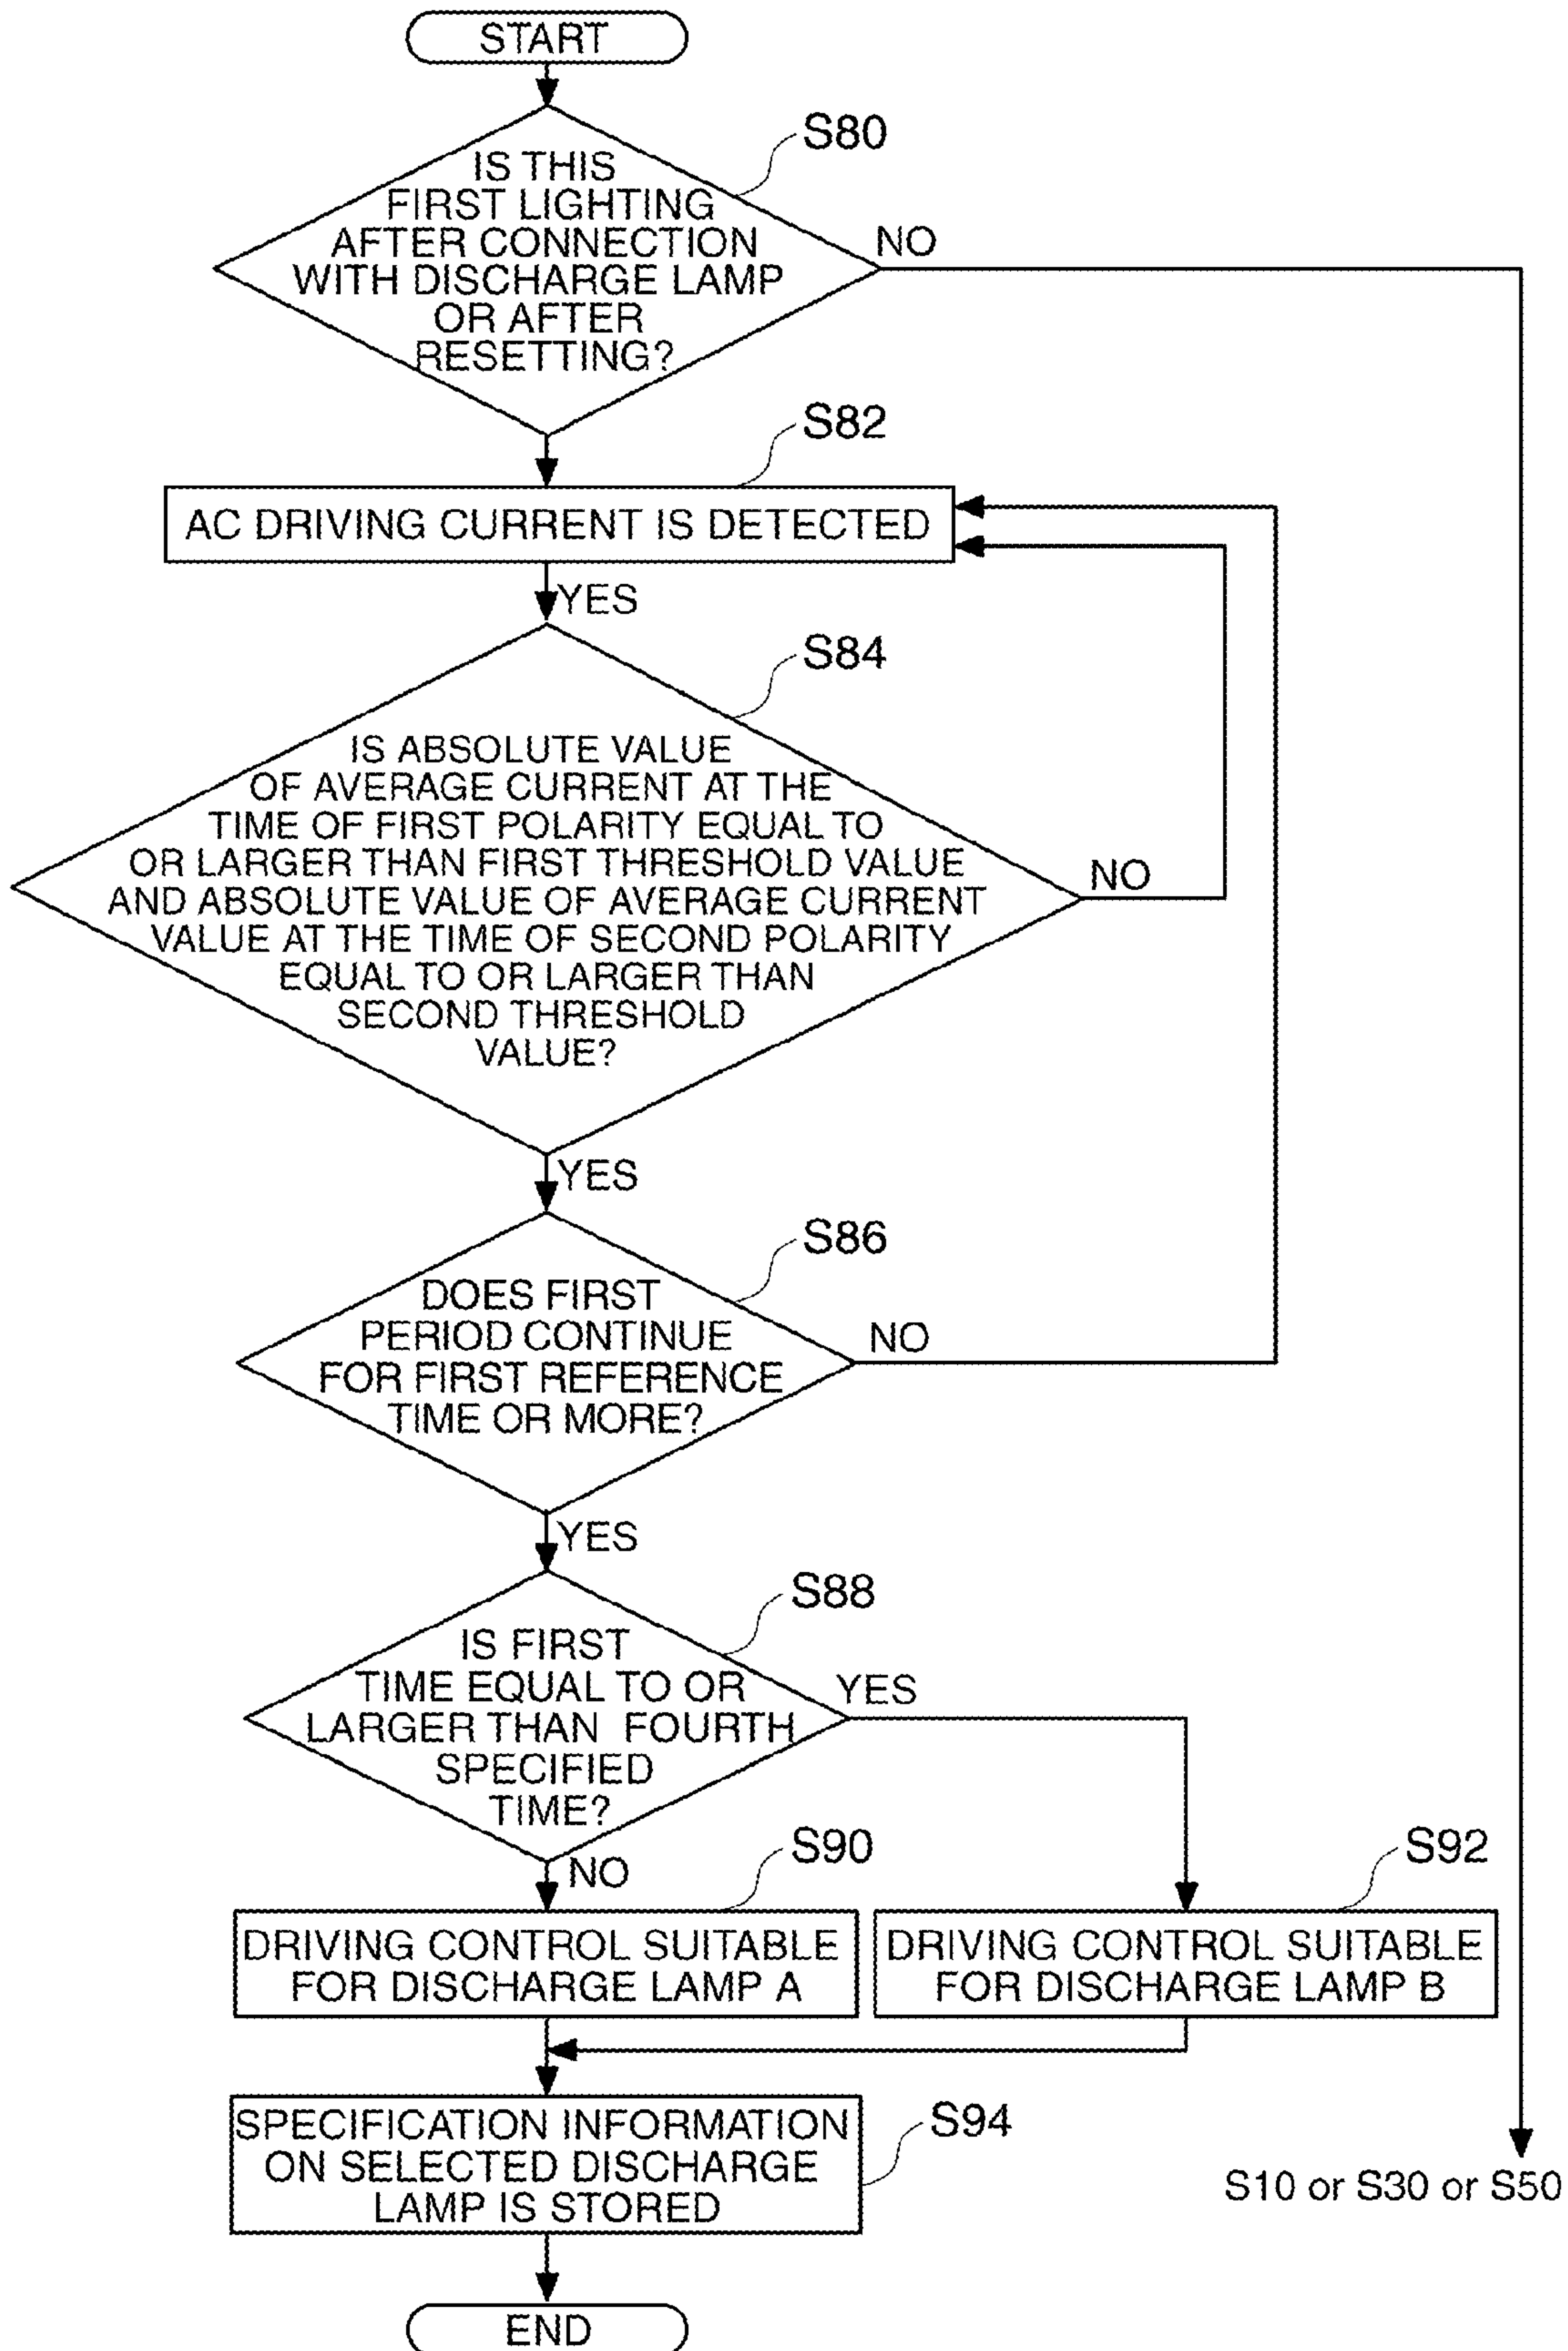 START
S80
IS THIS
FIRST LIGHTING
AFTER CONNECTION
WITH DISCHARGE LAMP
OR AFTER
RESETTING?
NO
S82
AC DRIVING CURRENT IS DETECTED
YES
S84
IS ABSOLUTE VALUE
OF AVERAGE CURRENT AT THE
TIME OF FIRST POLARITY EQUAL TO
OR LARGER THAN FIRST THRESHOLD VALUE
AND ABSOLUTE VALUE OF AVERAGE CURRENT
VALUE AT THE TIME OF SECOND POLARITY
EQUAL TO OR LARGER THAN
SECOND THRESHOLD
VALUE?
NO
YES
S86
DOES FIRST
PERIOD CONTINUE
FOR FIRST REFERENCE
TIME OR MORE?
NO
YES
S88
IS FIRST
TIME EQUAL TO OR
LARGER THAN FOURTH
SPECIFIED
TIME?
YES
NO
S90
DRIVING CONTROL SUITABLE
FOR DISCHARGE LAMP A
S92
DRIVING CONTROL SUITABLE
FOR DISCHARGE LAMP B
S94
SPECIFICATION INFORMATION
ON SELECTED DISCHARGE
LAMP IS STORED
S10 or S30 or S50
END